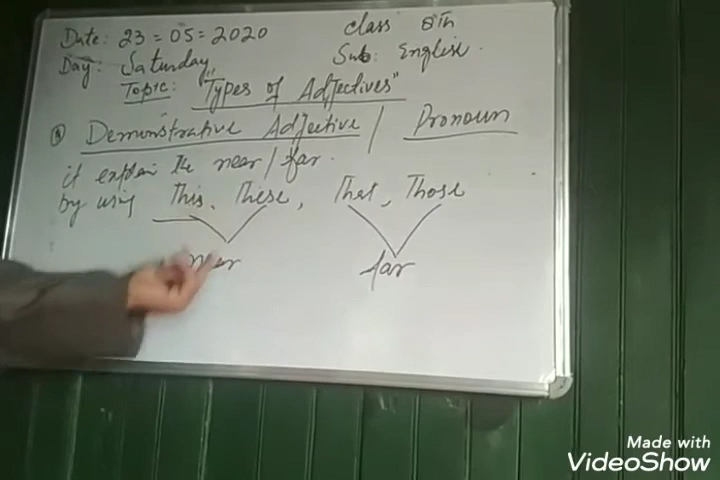 Date: 23=05=2020
class 8th
Day: Saturday
Sub: English.
Topic: "Types of Adjectives"
Demonstrative Adjective / Pronoun
it explain the near/far.
by using This, These, That, Those
near
far
Made with
VideoShow